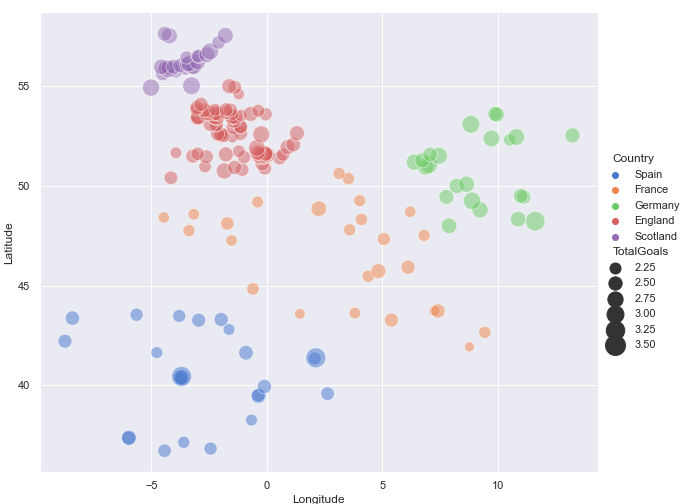 Country
Spain
France
Germany
England
Scotland
TotalGoals
2.25
2.50
2.75
3.00
3.25
3.50
55
50
45
40
Latitude
−5
0
5
10
Longitude